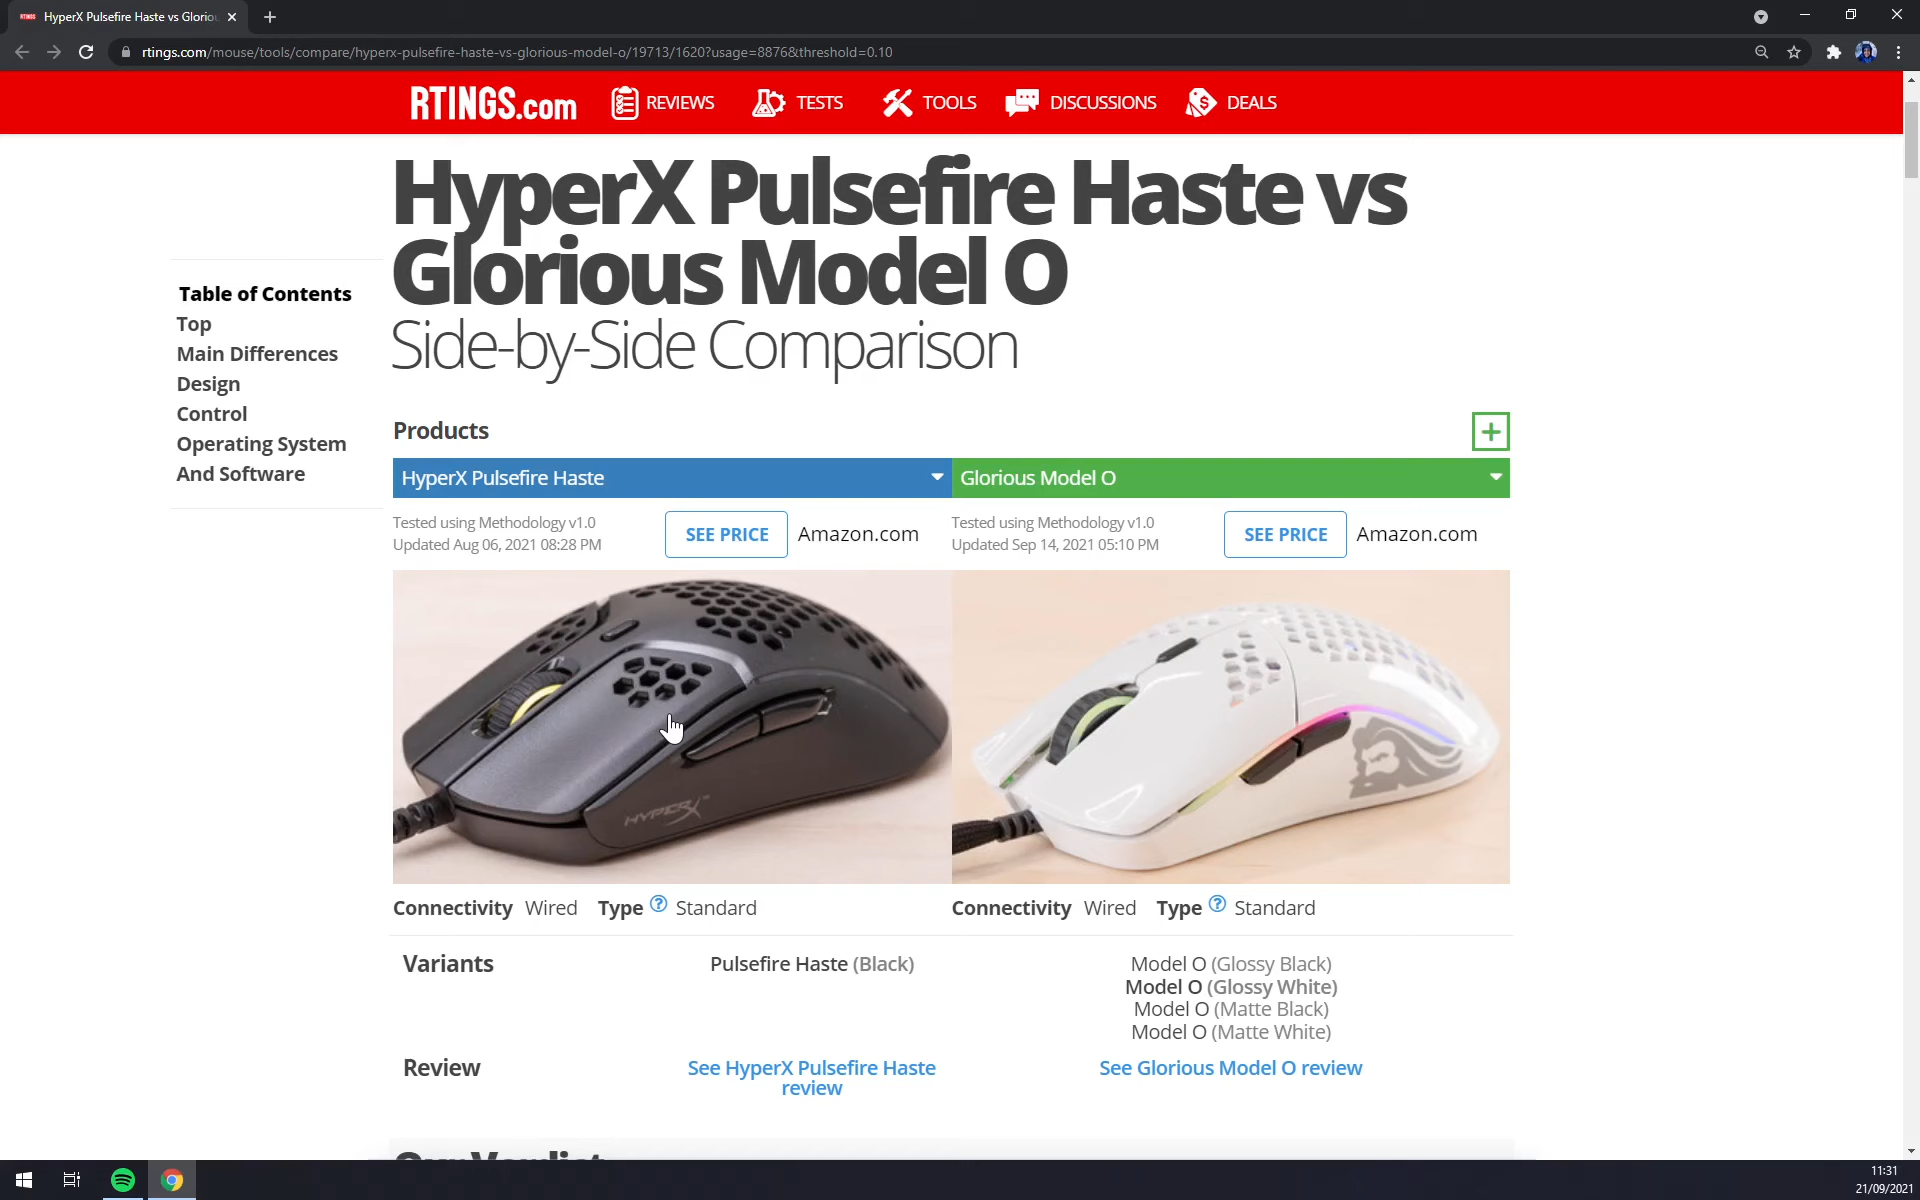 HyperX Pulsefire Haste vs Gloriou
rtings.com/mouse/tools/compare/hyperx-pulsefire-haste-vs-glorious-model-o/19713/1620?usage=8876&threshold=0.10
RTINGS.com REVIEWS TESTS TOOLS DISCUSSIONS DEALS
HyperX Pulsefire Haste vs
Glorious Model O
Side-by-Side Comparison
Table of Contents
Top
Main Differences
Design
Control
Operating System
And Software
Products
HyperX Pulsefire Haste
Glorious Model O
Tested using Methodology v1.0
Updated Aug 06, 2021 08:28 PM
SEE PRICE Amazon.com
Tested using Methodology v1.0
Updated Sep 14, 2021 05:10 PM
SEE PRICE Amazon.com
HYPERX
Connectivity Wired Type ? Standard
Connectivity Wired Type ? Standard
Variants
Pulsefire Haste (Black)
Model O (Glossy Black)
Model O (Glossy White)
Model O (Matte Black)
Model O (Matte White)
Review
See HyperX Pulsefire Haste
review
See Glorious Model O review
Our Verdict
11:31
21/09/2021